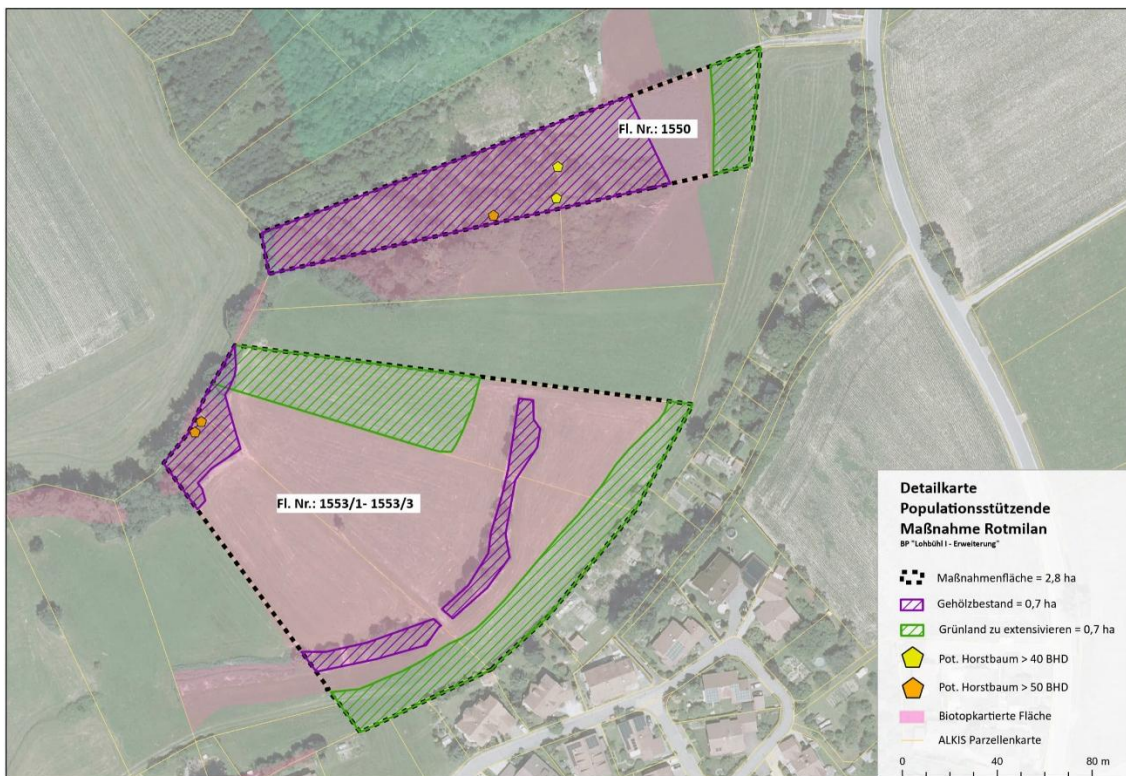 Fl. Nr.: 1550
Fl. Nr.: 1553/1- 1553/3
Detailkarte
Populationsstützende
Maßnahme Rotmilan
BP "Lohbühl I - Erweiterung"
Maßnahmenfläche = 2,8 ha
Gehölzbestand = 0,7 ha
Grünland zu extensivieren = 0,7 ha
Pot. Horstbaum > 40 BHD
Pot. Horstbaum > 50 BHD
Biotopkartierte Fläche
ALKIS Parzellenkarte
0 40 80 m